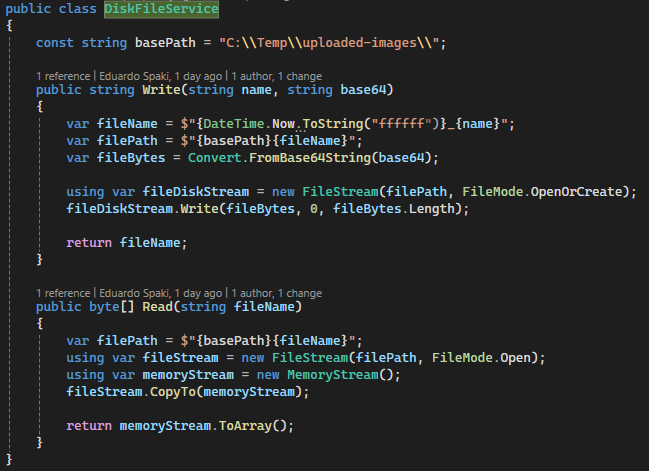 public class DiskFileService
{
    const string basePath = "C:\\Temp\\uploaded-images\\";
    1 reference | Eduardo Spaki, 1 day ago | 1 author, 1 change
    public string Write(string name, string base64)
    {
        var fileName = $"{DateTime.Now.ToString("ffffff")}_{name}";
        var filePath = $"{basePath}{fileName}";
        var fileBytes = Convert.FromBase64String(base64);
        using var fileDiskStream = new FileStream(filePath, FileMode.OpenOrCreate);
        fileDiskStream.Write(fileBytes, 0, fileBytes.Length);
        return fileName;
    }
    1 reference | Eduardo Spaki, 1 day ago | 1 author, 1 change
    public byte[] Read(string fileName)
    {
        var filePath = $"{basePath}{fileName}";
        using var fileStream = new FileStream(filePath, FileMode.Open);
        using var memoryStream = new MemoryStream();
        fileStream.CopyTo(memoryStream);
        return memoryStream.ToArray();
    }
}